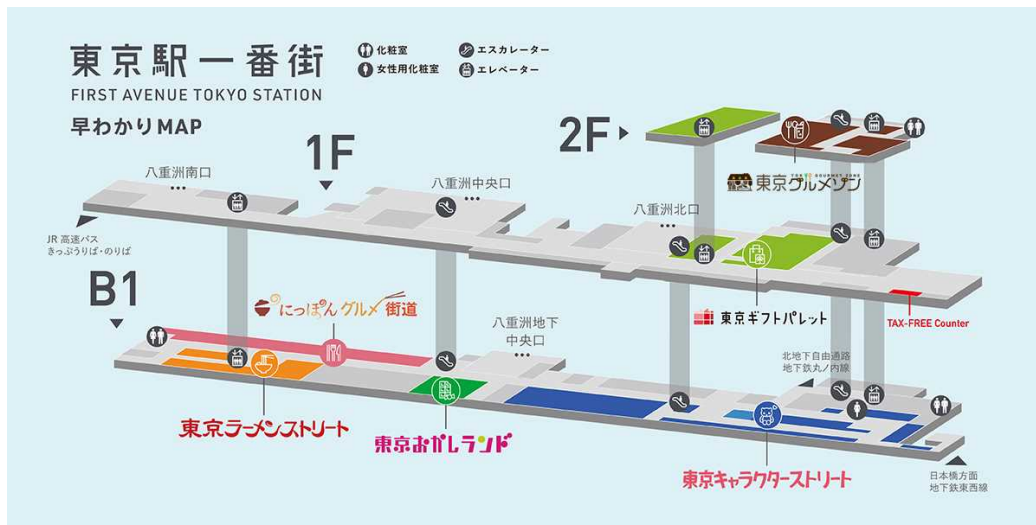 東京駅一番街
FIRST AVENUE TOKYO STATION
早わかりMAP
化粧室
エスカレーター
女性用化粧室
エレベーター
2F
1F
B1
八重洲南口
八重洲中央口
八重洲北口
JR 高速バス
きっぷうりば・のりば
TOKYO GOURMET ZONE
東京グルメゾン
にっぽんグルメ街道
八重洲地下
中央口
東京ギフトパレット
TAX-FREE Counter
北地下自由通路
地下鉄丸ノ内線
東京ラーメンストリート
東京おかしランド
東京キャラクターストリート
日本橋方面
地下鉄東西線